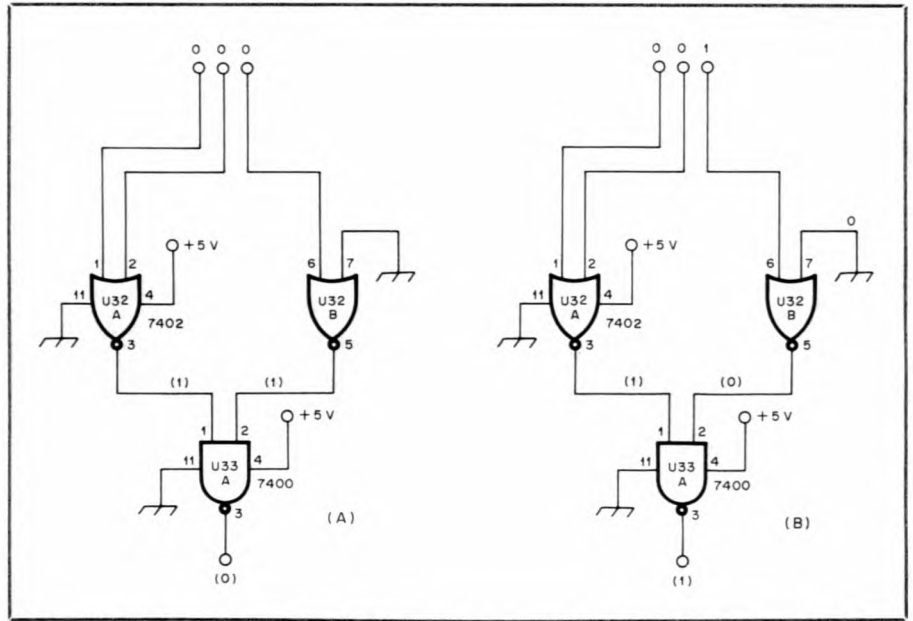 0 0 0
0 0 1
+5 V
0
+5 V
1 2
6 7
1 2
6 7
11 U32 A 4
U32 B
11 U32 A 4
U32 B
7402
7402
3
5
3
5
(1) (1)
(1) (0)
+5 V
+5 V
1 2
1 2
11 U33 A 4
11 U33 A 4
7400
7400
3
(A)
3
(B)
(0)
(1)